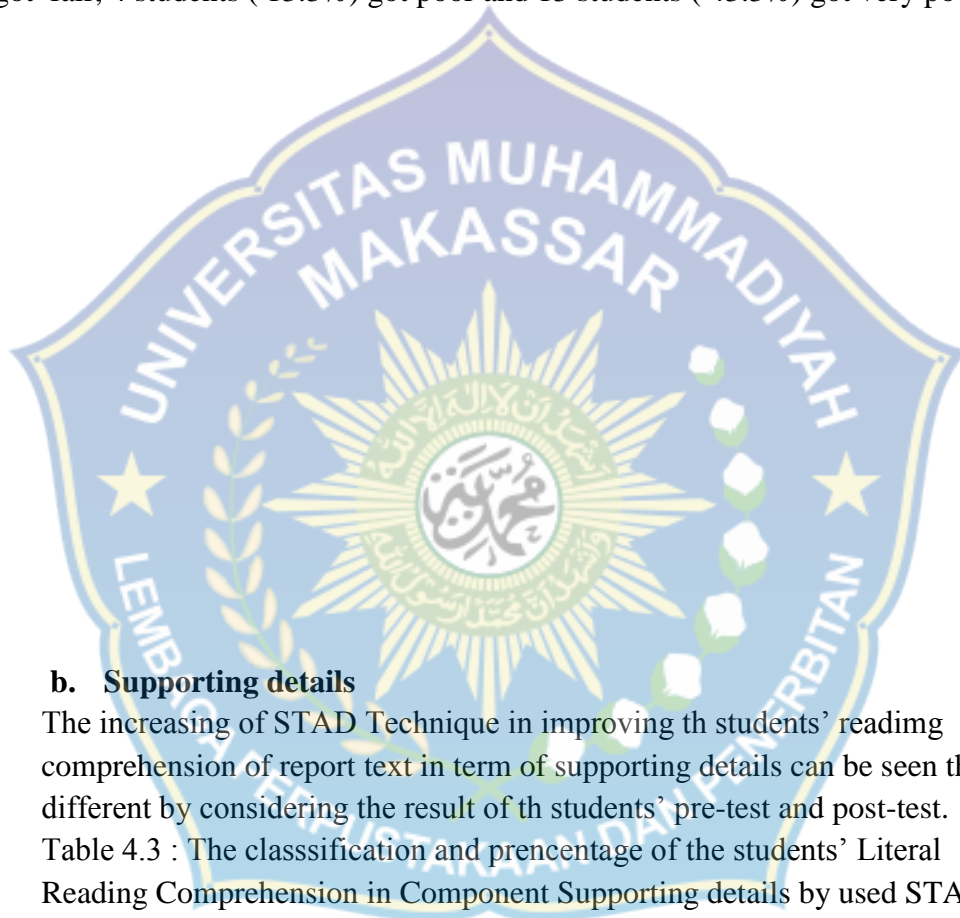 got fair, 4 students ( 13.3%) got poor and 13 students ( 43.3%) got very po
UNIVERSITAS MUHAMMADIYAH
MAKASSAR
LEMBAGA PERPUSTAKAAN DAN PENERBITAN
محمد
b. Supporting details
The increasing of STAD Technique in improving th students’ readimg
comprehension of report text in term of supporting details can be seen th
different by considering the result of th students’ pre-test and post-test.
Table 4.3 : The classsification and prencentage of the students’ Literal
Reading Comprehension in Component Supporting details by used STA